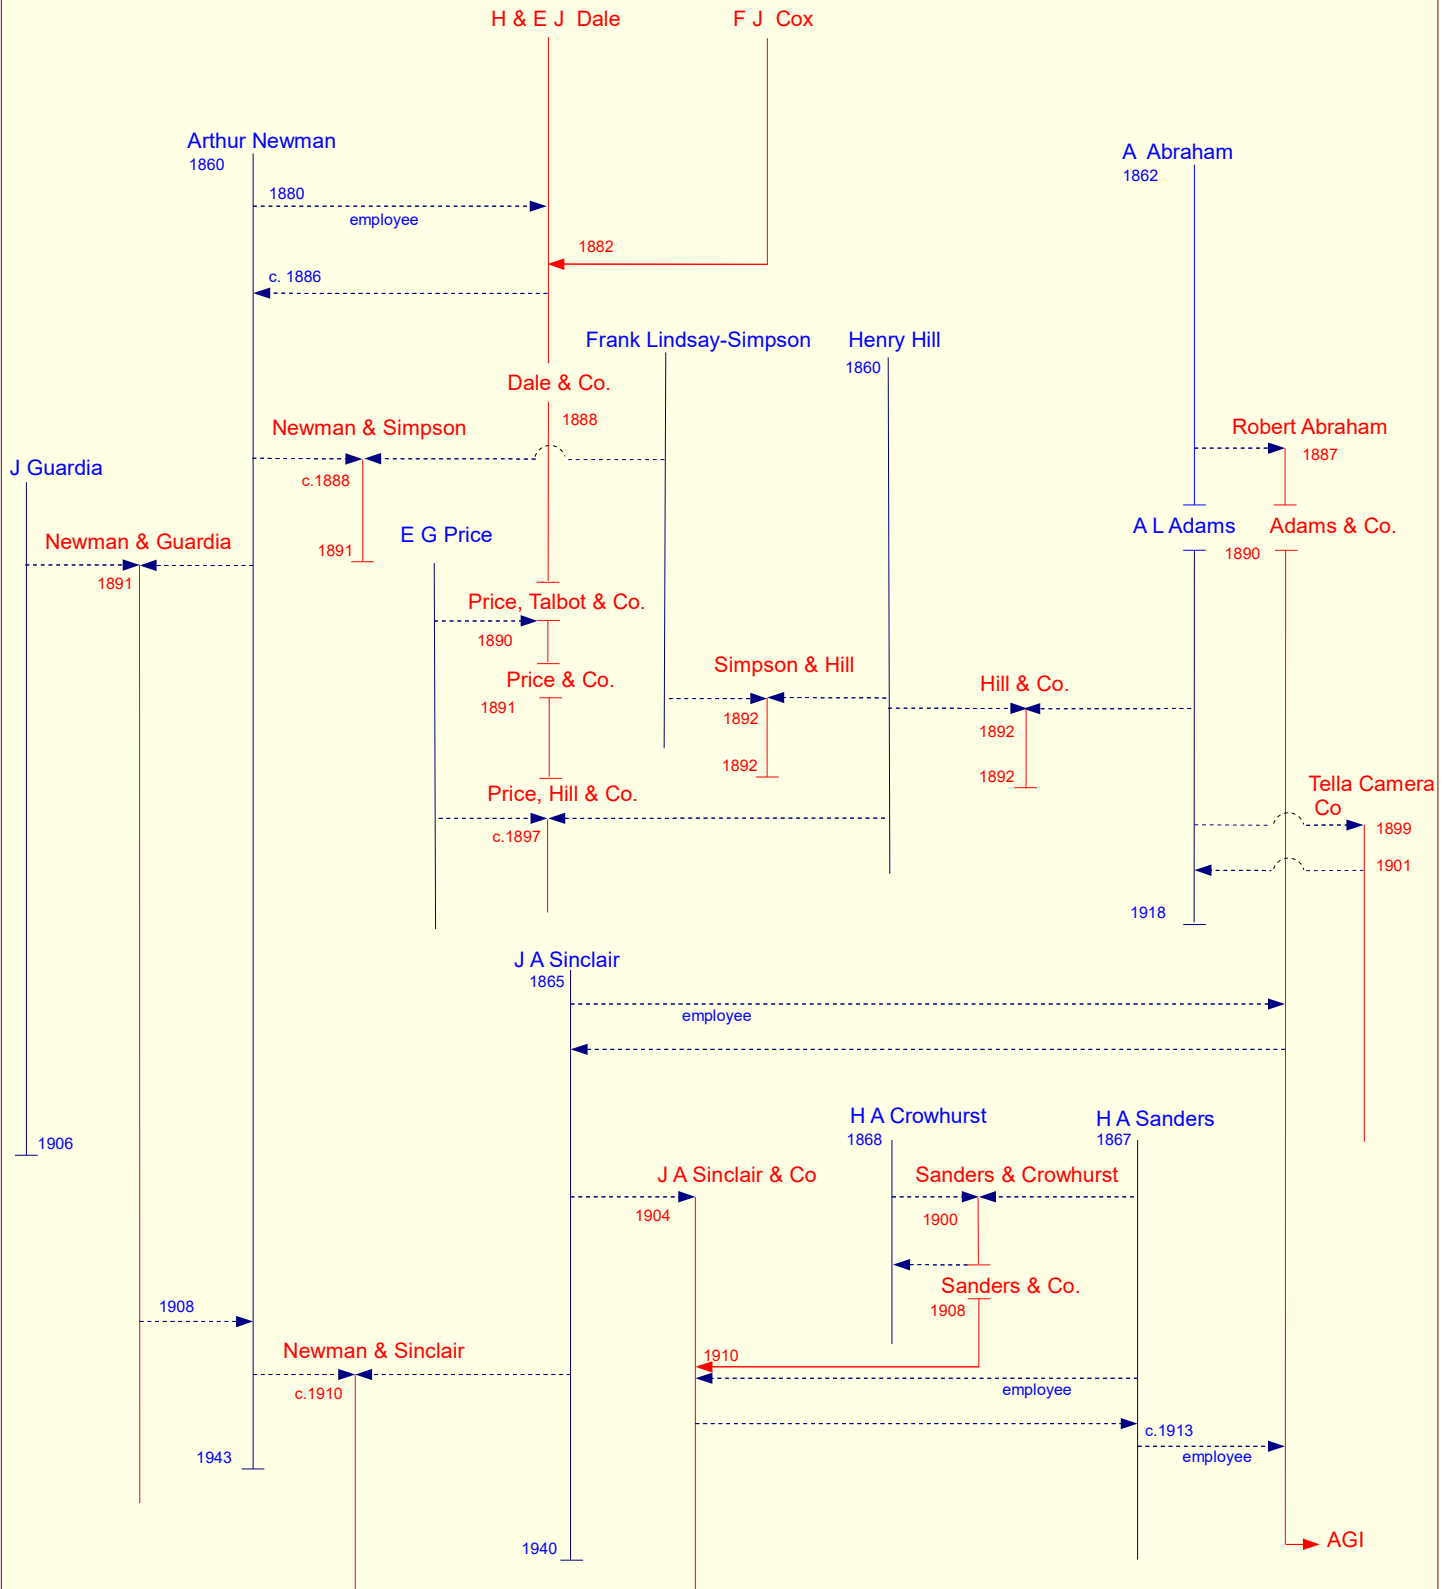 H & E J Dale
F J Cox
Arthur Newman
1860
A Abraham
1862
1880
employee
1882
c. 1886
Frank Lindsay-Simpson
Henry Hill
1860
Dale & Co.
1888
Newman & Simpson
c.1888
1891
Robert Abraham
1887
J Guardia
A L Adams
Adams & Co.
1890
E G Price
Newman & Guardia
1891
Price, Talbot & Co.
1890
Simpson & Hill
1892
1892
Price & Co.
1891
Hill & Co.
1892
1892
Price, Hill & Co.
c.1897
Tella Camera
Co
1899
1901
1918
J A Sinclair
1865
employee
H A Crowhurst
1868
H A Sanders
1867
1906
J A Sinclair & Co
1904
Sanders & Crowhurst
1900
Sanders & Co.
1908
1908
Newman & Sinclair
c.1910
1910
employee
c.1913
employee
1943
1940
AGI